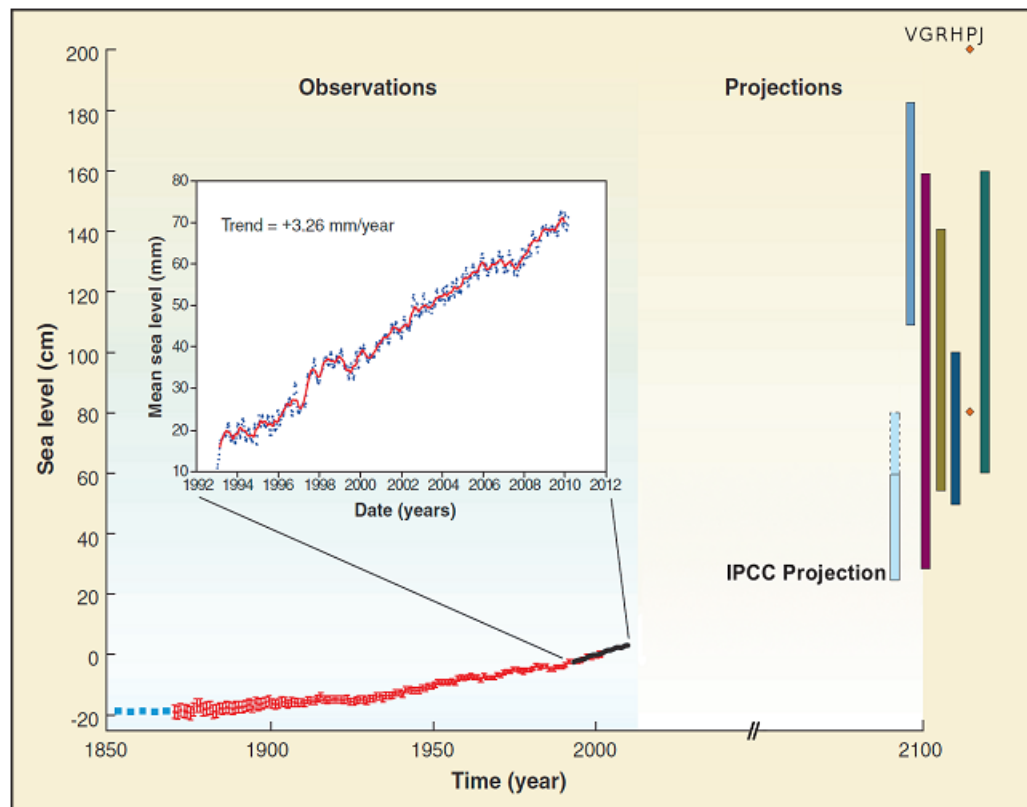 VGRHPJ
Observations
Projections
Sea level (cm)
200
180
160
140
120
100
80
60
40
20
0
-20
Mean sea level (mm)
80
70
60
50
40
30
20
10
Trend = +3.26 mm/year
1992 1994 1996 1998 2000 2002 2004 2006 2008 2010 2012
Date (years)
IPCC Projection
1850 1900 1950 2000 2100
Time (year)